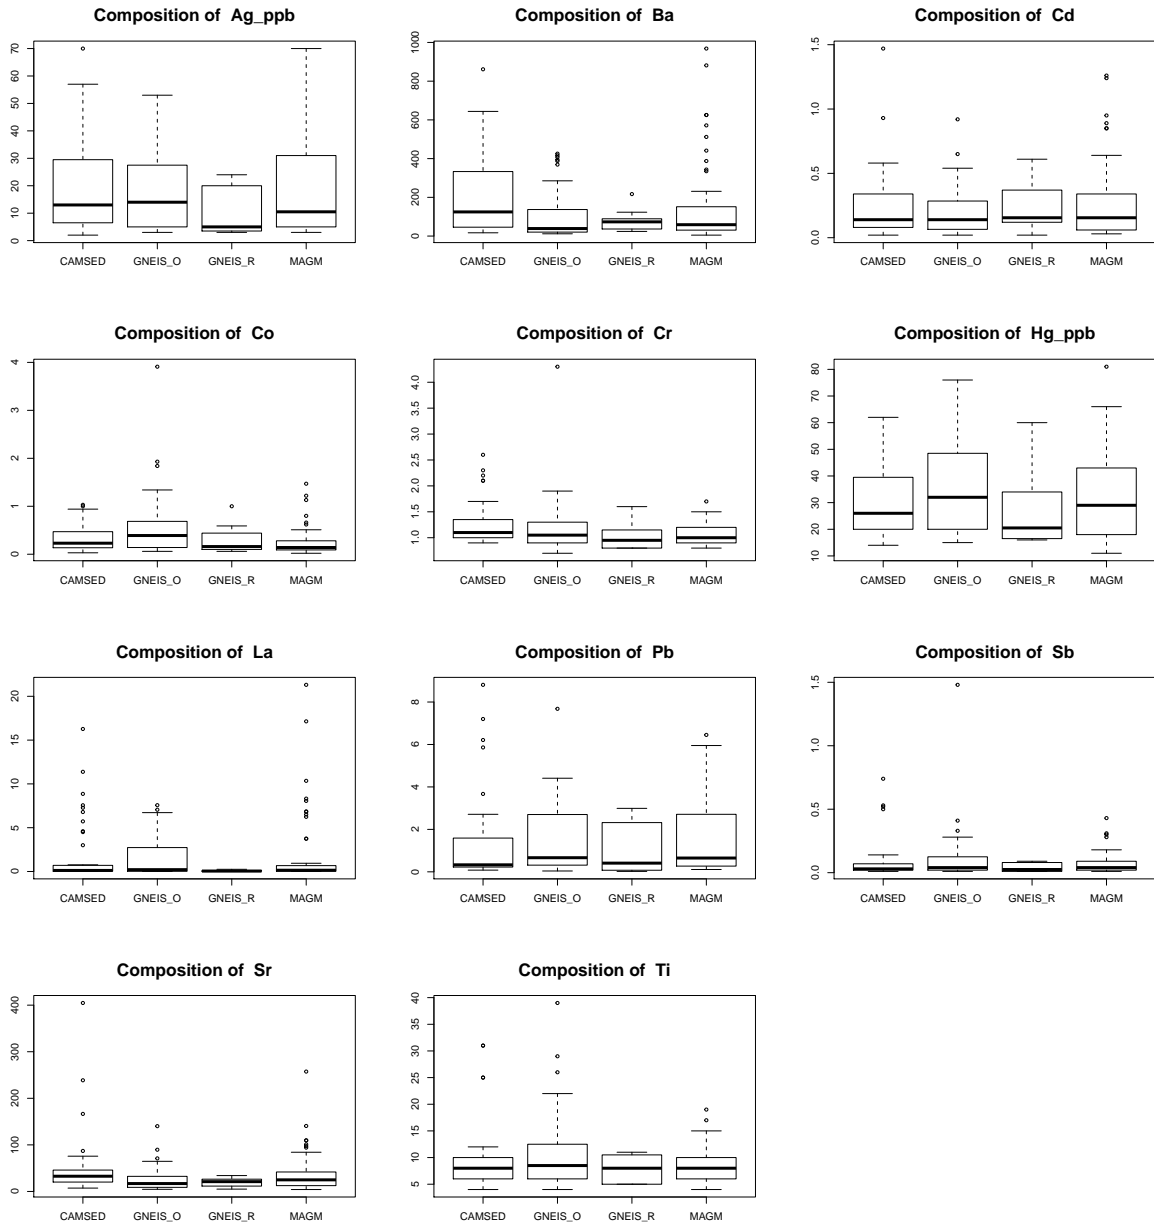 Composition of Ag_ppb
0 10 20 30 40 50 60 70
CAMSED GNEIS_O GNEIS_R MAGM
Composition of Ba
0 200 400 600 800 1000
CAMSED GNEIS_O GNEIS_R MAGM
Composition of Cd
0.0 0.5 1.0 1.5
CAMSED GNEIS_O GNEIS_R MAGM
Composition of Co
0 1 2 3 4
CAMSED GNEIS_O GNEIS_R MAGM
Composition of Cr
1.0 1.5 2.0 2.5 3.0 3.5 4.0
CAMSED GNEIS_O GNEIS_R MAGM
Composition of Hg_ppb
10 20 30 40 50 60 70 80
CAMSED GNEIS_O GNEIS_R MAGM
Composition of La
0 5 10 15 20
CAMSED GNEIS_O GNEIS_R MAGM
Composition of Pb
0 2 4 6 8
CAMSED GNEIS_O GNEIS_R MAGM
Composition of Sb
0.0 0.5 1.0 1.5
CAMSED GNEIS_O GNEIS_R MAGM
Composition of Sr
0 100 200 300 400
CAMSED GNEIS_O GNEIS_R MAGM
Composition of Ti
5 10 15 20 25 30 35 40
CAMSED GNEIS_O GNEIS_R MAGM